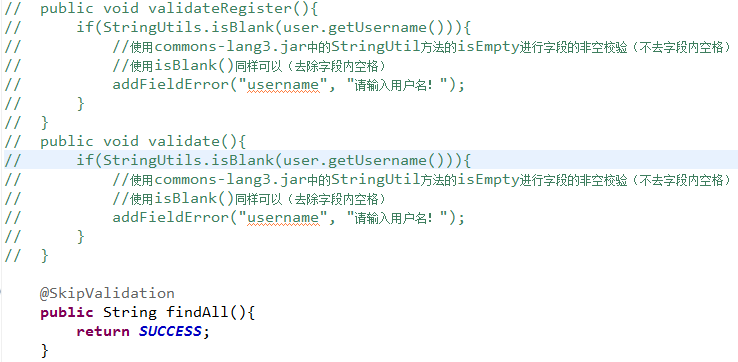 //  public void validateRegister(){
//      if(StringUtils.isBlank(user.getUsername())){
//          //使用commons-lang3.jar中的StringUtil方法的isEmpty进行字段的非空校验（不去字段内空格）
//          //使用isBlank()同样可以（去除字段内空格）
//          addFieldError("username", "请输入用户名！");
//      }
//  }
//  public void validate(){
//      if(StringUtils.isBlank(user.getUsername())){
//          //使用commons-lang3.jar中的StringUtil方法的isEmpty进行字段的非空校验（不去字段内空格）
//          //使用isBlank()同样可以（去除字段内空格）
//          addFieldError("username", "请输入用户名！");
//      }
//  }
@SkipValidation
public String findAll(){
    return SUCCESS;
}